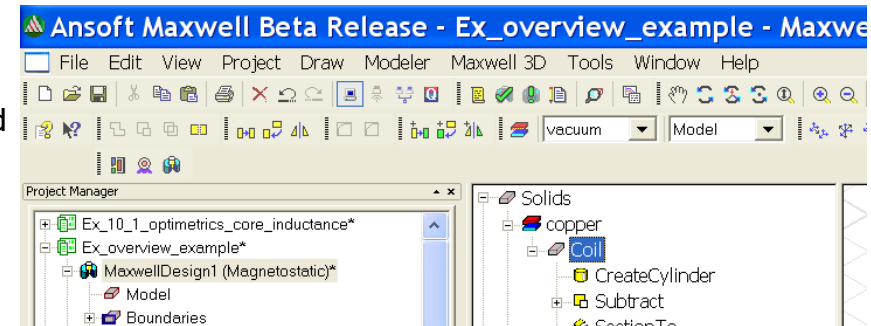 Ansoft Maxwell Beta Release - Ex_overview_example - Maxwe
File Edit View Project Draw Modeler Maxwell 3D Tools Window Help
d
vacuum Model
Project Manager
Ex_10_1_optimetrics_core_inductance*
Ex_overview_example*
MaxwellDesign1 (Magnetostatic)*
Model
Boundaries
Solids
copper
Coil
CreateCylinder
Subtract
SectionTo